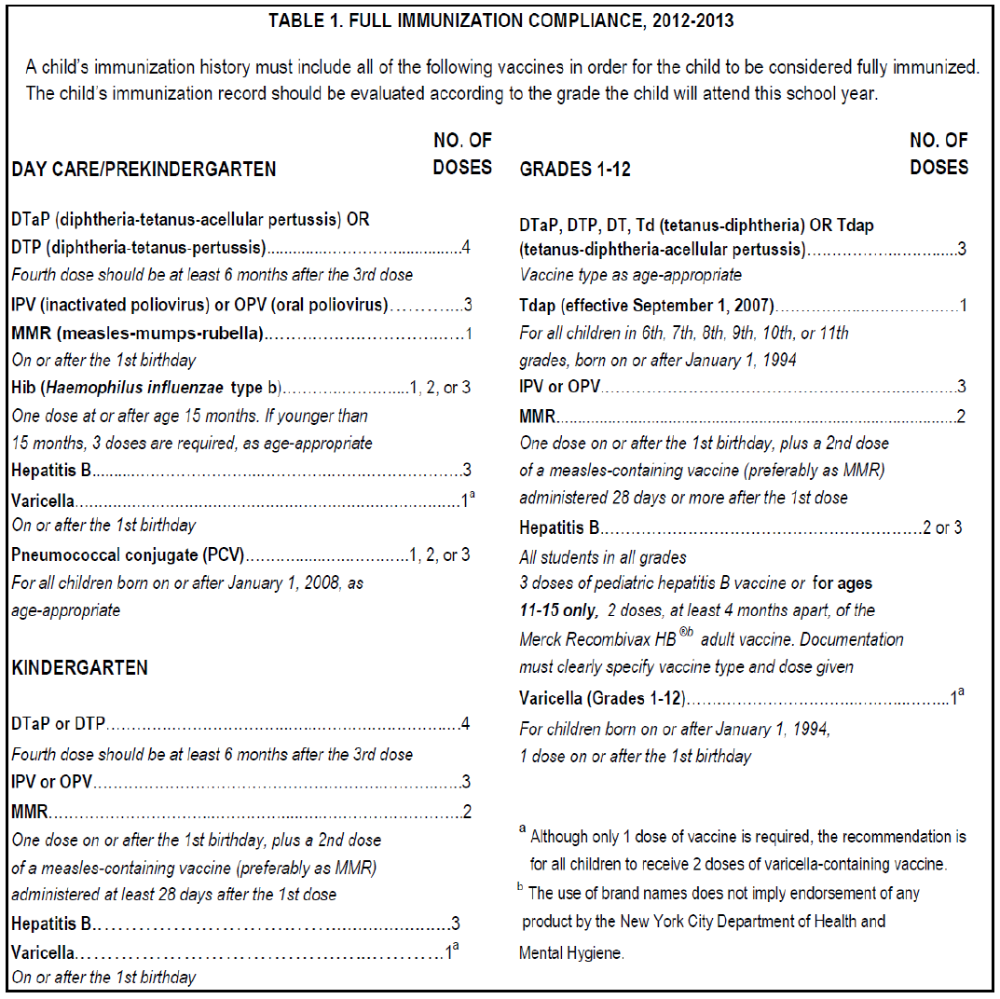 TABLE 1. FULL IMMUNIZATION COMPLIANCE, 2012-2013
A child's immunization history must include all of the following vaccines in order for the child to be considered fully immunized.
The child's immunization record should be evaluated according to the grade the child will attend this school year.
NO. OF
DAY CARE/PREKINDERGARTEN DOSES
DTaP (diphtheria-tetanus-acellular pertussis) OR
DTP (diphtheria-tetanus-pertussis)..............................4
Fourth dose should be at least 6 months after the 3rd dose
IPV (inactivated poliovirus) or OPV (oral poliovirus)............3
MMR (measles-mumps-rubella)..............................1
On or after the 1st birthday
Hib (Haemophilus influenzae type b)........................1, 2, or 3
One dose at or after age 15 months. If younger than
15 months, 3 doses are required, as age-appropriate
Hepatitis B............................................................3
Varicella............................................................1a
On or after the 1st birthday
Pneumococcal conjugate (PCV)..............................1, 2, or 3
For all children born on or after January 1, 2008, as
age-appropriate
KINDERGARTEN
DTaP or DTP............................................................4
Fourth dose should be at least 6 months after the 3rd dose
IPV or OPV............................................................3
MMR............................................................2
One dose on or after the 1st birthday, plus a 2nd dose
of a measles-containing vaccine (preferably as MMR)
administered at least 28 days after the 1st dose
Hepatitis B............................................................3
Varicella............................................................1a
On or after the 1st birthday
NO. OF
GRADES 1-12 DOSES
DTaP, DTP, DT, Td (tetanus-diphtheria) OR Tdap
(tetanus-diphtheria-acellular pertussis)..............................3
Vaccine type as age-appropriate
Tdap (effective September 1, 2007)..............................1
For all children in 6th, 7th, 8th, 9th, 10th, or 11th
grades, born on or after January 1, 1994
IPV or OPV............................................................3
MMR............................................................2
One dose on or after the 1st birthday, plus a 2nd dose
of a measles-containing vaccine (preferably as MMR)
administered 28 days or more after the 1st dose
Hepatitis B............................................................2 or 3
All students in all grades
3 doses of pediatric hepatitis B vaccine or for ages
11-15 only, 2 doses, at least 4 months apart, of the
Merck Recombivax HB®b adult vaccine. Documentation
must clearly specify vaccine type and dose given
Varicella (Grades 1-12)........................................1a
For children born on or after January 1, 1994,
1 dose on or after the 1st birthday
a Although only 1 dose of vaccine is required, the recommendation is
for all children to receive 2 doses of varicella-containing vaccine.
b The use of brand names does not imply endorsement of any
product by the New York City Department of Health and
Mental Hygiene.